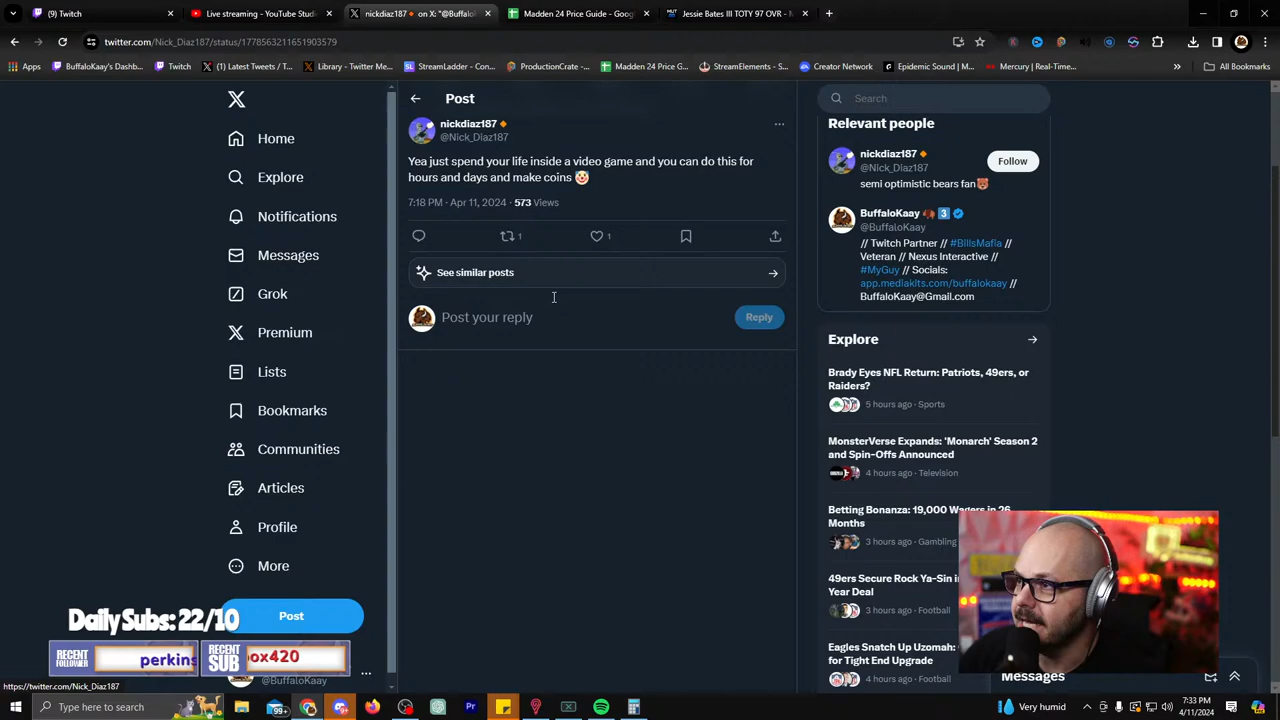 (9) Twitch
Live streaming - YouTube Studi
nickdiaz187🔸 on X: "@Buffalo
Madden 24 Price Guide - Goog
Jessie Bates III TOTY 97 OVR - M
twitter.com/Nick_Diaz187/status/1778563211651903579
Apps
BuffaloKaay's Dashb...
Twitch
(1) Latest Tweets / T...
Library - Twitter Me...
StreamLadder - Con...
ProductionCrate - ...
Madden 24 Price G...
StreamElements - ...
Creator Network
Epidemic Sound | M...
Mercury | Real-Time...
All Bookmarks
Home
Explore
Notifications
Messages
Grok
Premium
Lists
Bookmarks
Communities
Articles
Profile
More
Post
@BuffaloKaay
Post
nickdiaz187🔸
@Nick_Diaz187
Yea just spend your life inside a video game and you can do this for
hours and days and make coins 🤡
7:18 PM · Apr 11, 2024 · 573 Views
1
1
See similar posts
Post your reply
Reply
Search
Relevant people
nickdiaz187🔸
@Nick_Diaz187
Follow
semi optimistic bears fan🐻
BuffaloKaay 🦬 3
@BuffaloKaay
// Twitch Partner // #BillsMafia //
Veteran // Nexus Interactive //
#MyGuy // Socials:
app.mediakits.com/buffalokaay //
BuffaloKaay@Gmail.com
Explore
Brady Eyes NFL Return: Patriots, 49ers, or
Raiders?
5 hours ago · Sports
MonsterVerse Expands: 'Monarch' Season 2
and Spin-Offs Announced
4 hours ago · Television
Betting Bonanza: 19,000 Wagers in 26
Months
3 hours ago · Gambling
49ers Secure Rock Ya-Sin in
Year Deal
3 hours ago · Football
Eagles Snatch Up Uzomah:
for Tight End Upgrade
4 hours ago · Football
Messages
Daily Subs: 22/10
RECENT
FOLLOWER
perkins
RECENT
SUB
ox420
https://twitter.com/Nick_Diaz187
Type here to search
99+
Very humid
7:33 PM
4/11/2024